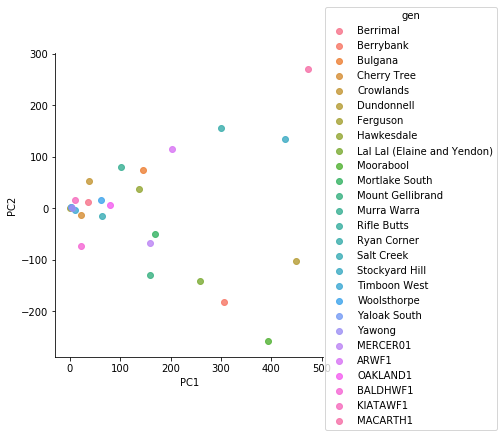 gen
Berrimal
Berrybank
Bulgana
Cherry Tree
Crowlands
Dundonnell
Ferguson
Hawkesdale
Lal Lal (Elaine and Yendon)
Moorabool
Mortlake South
Mount Gellibrand
Murra Warra
Rifle Butts
Ryan Corner
Salt Creek
Stockyard Hill
Timboon West
Woolsthorpe
Yaloak South
Yawong
MERCER01
ARWF1
OAKLAND1
BALDHWF1
KIATAWF1
MACARTH1
300
200
100
0
−100
−200
PC2
0 100 200 300 400 500
PC1